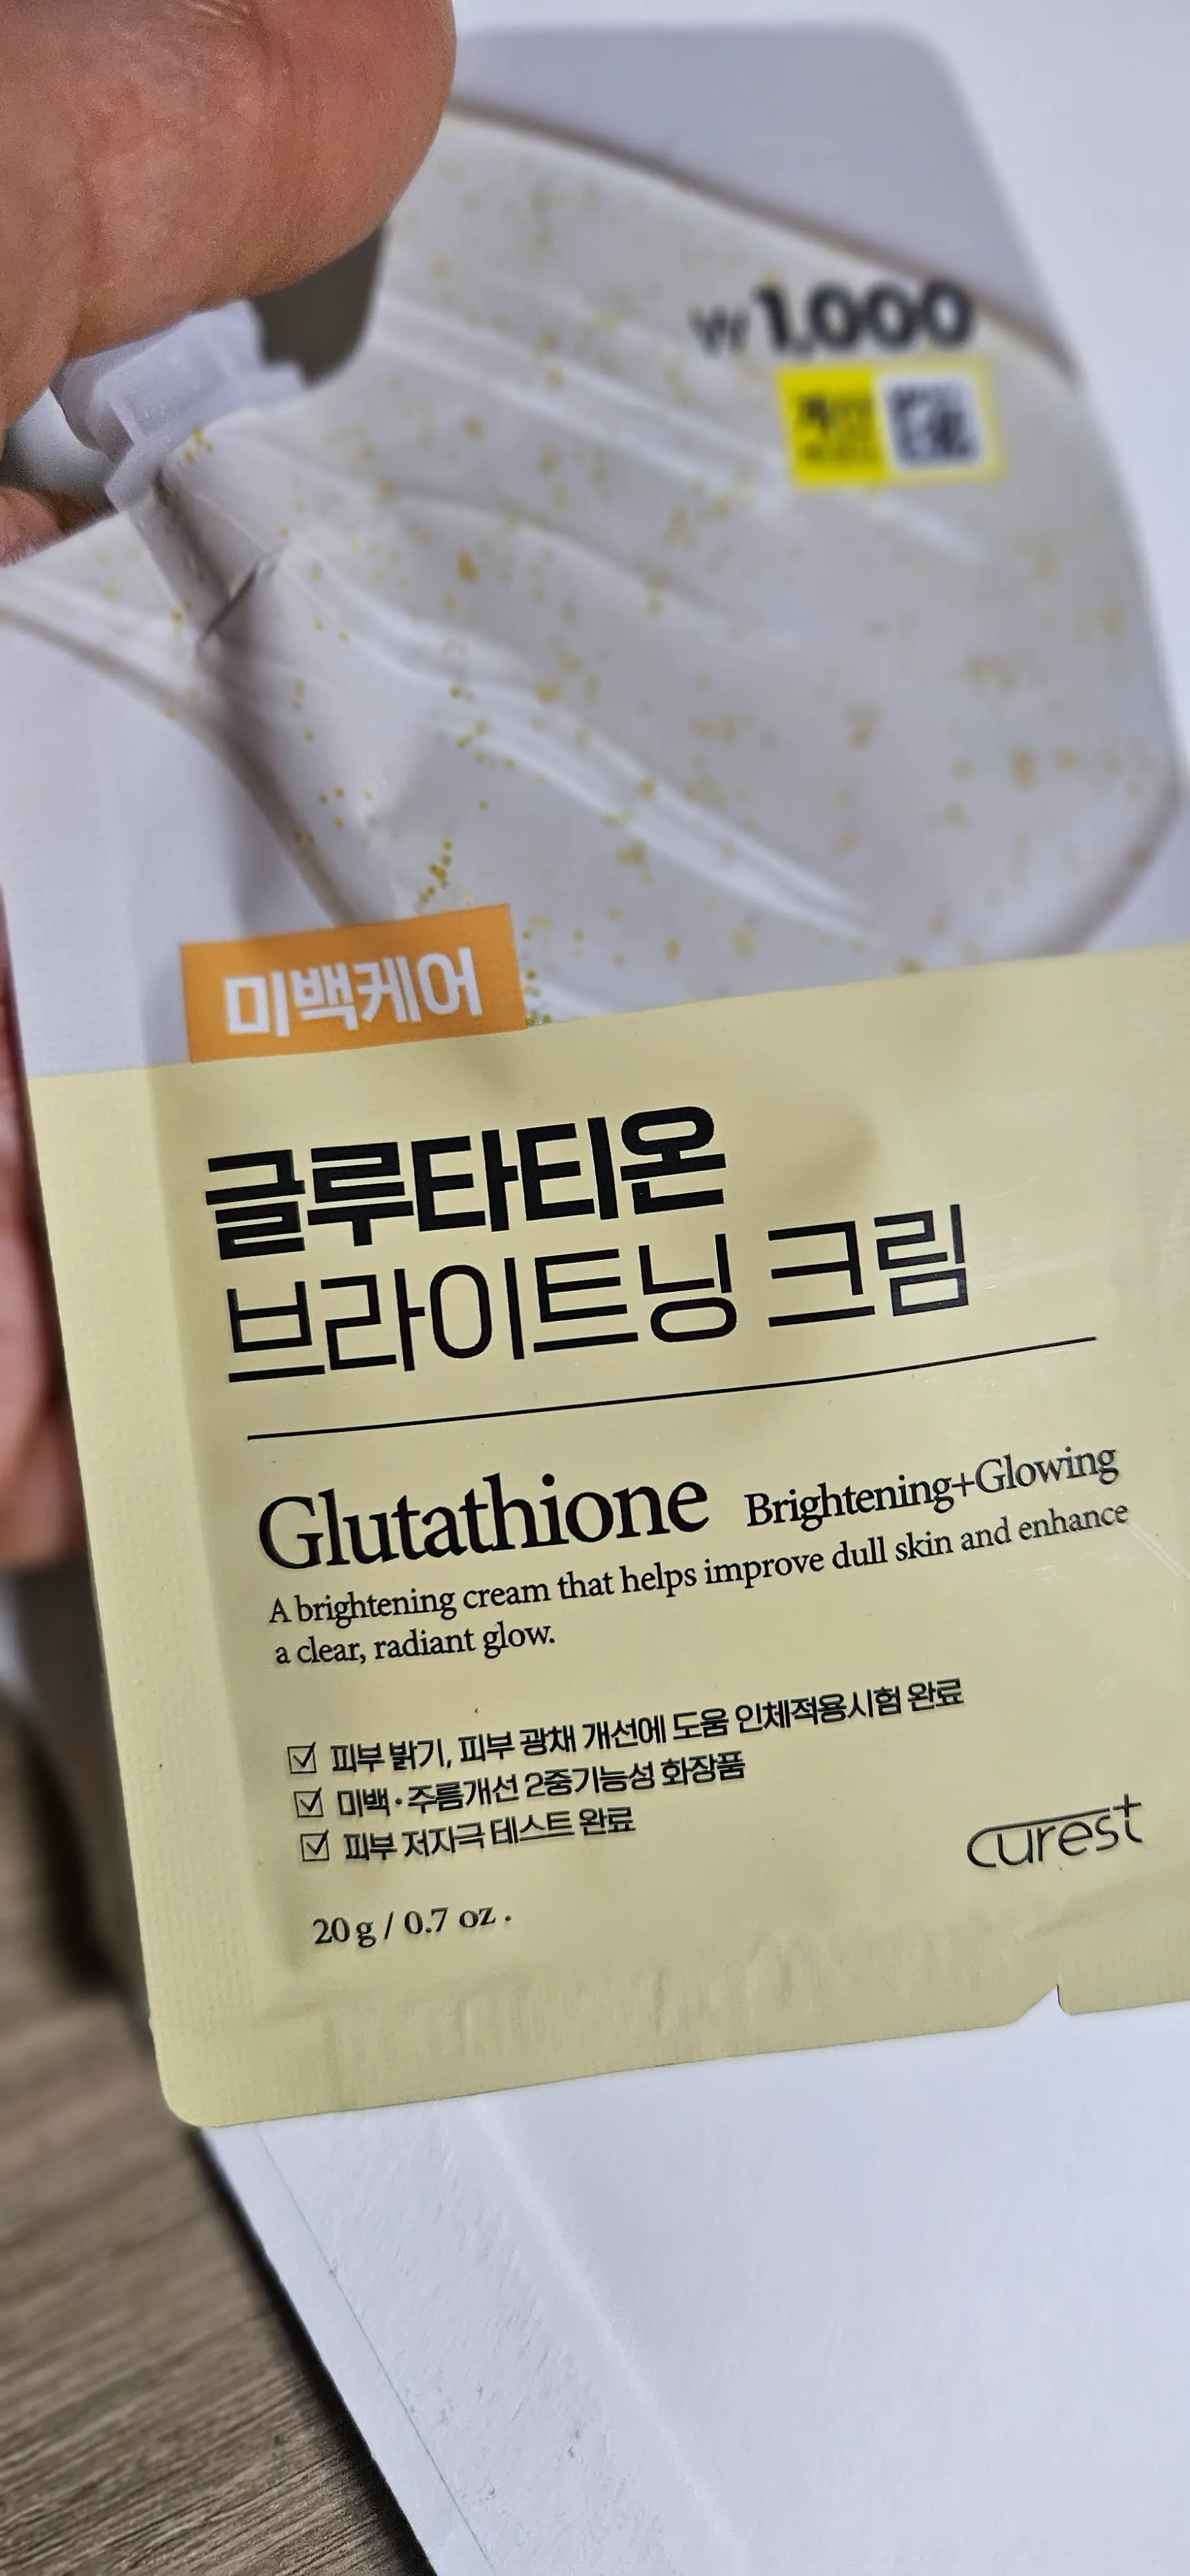 ₩1,000
미백케어
글루타티온
브라이트닝 크림
Glutathione Brightening+Glowing
A brightening cream that helps improve dull skin and enhance
a clear, radiant glow.
☑ 피부 밝기, 피부 광채 개선에 도움 인체적용시험 완료
☑ 미백·주름개선 2중기능성 화장품
☑ 피부 저자극 테스트 완료
curest
20 g / 0.7 oz .